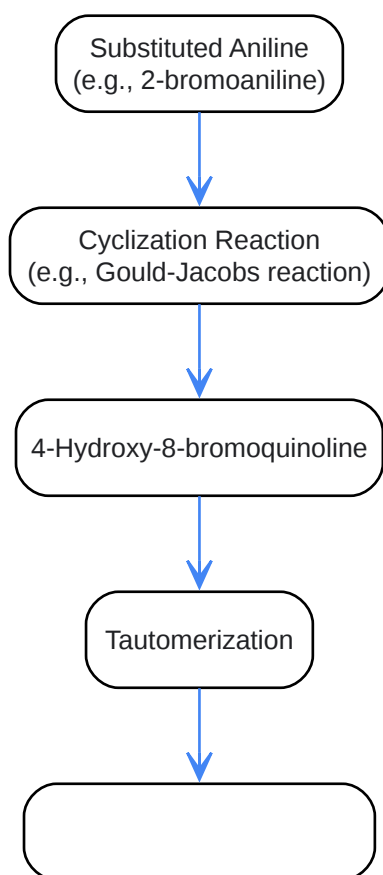 Substituted Aniline
(e.g., 2-bromoaniline)
Cyclization Reaction
(e.g., Gould-Jacobs reaction)
4-Hydroxy-8-bromoquinoline
Tautomerization